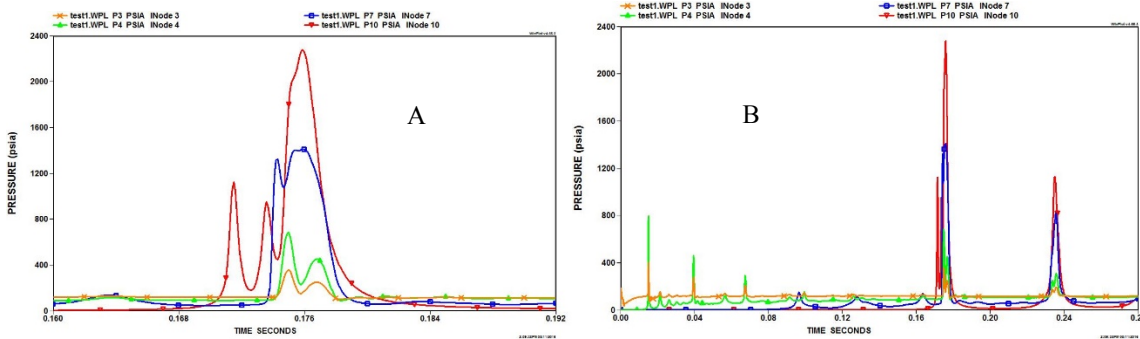 test1.WPL P3 PSIA INode 3
test1.WPL P7 PSIA INode 7
test1.WPL P4 PSIA INode 4
test1.WPL P10 PSIA INode 10
2400
2000
1600
1200
800
400
0
PRESSURE (psia)
A
0.160
0.168
0.176
0.184
0.192
TIME SECONDS
test1.WPL P3 PSIA INode 3
test1.WPL P7 PSIA INode 7
test1.WPL P4 PSIA INode 4
test1.WPL P10 PSIA INode 10
2400
2000
1600
1200
800
400
0
PRESSURE (psia)
B
0.00
0.04
0.08
0.12
0.16
0.20
0.24
TIME SECONDS